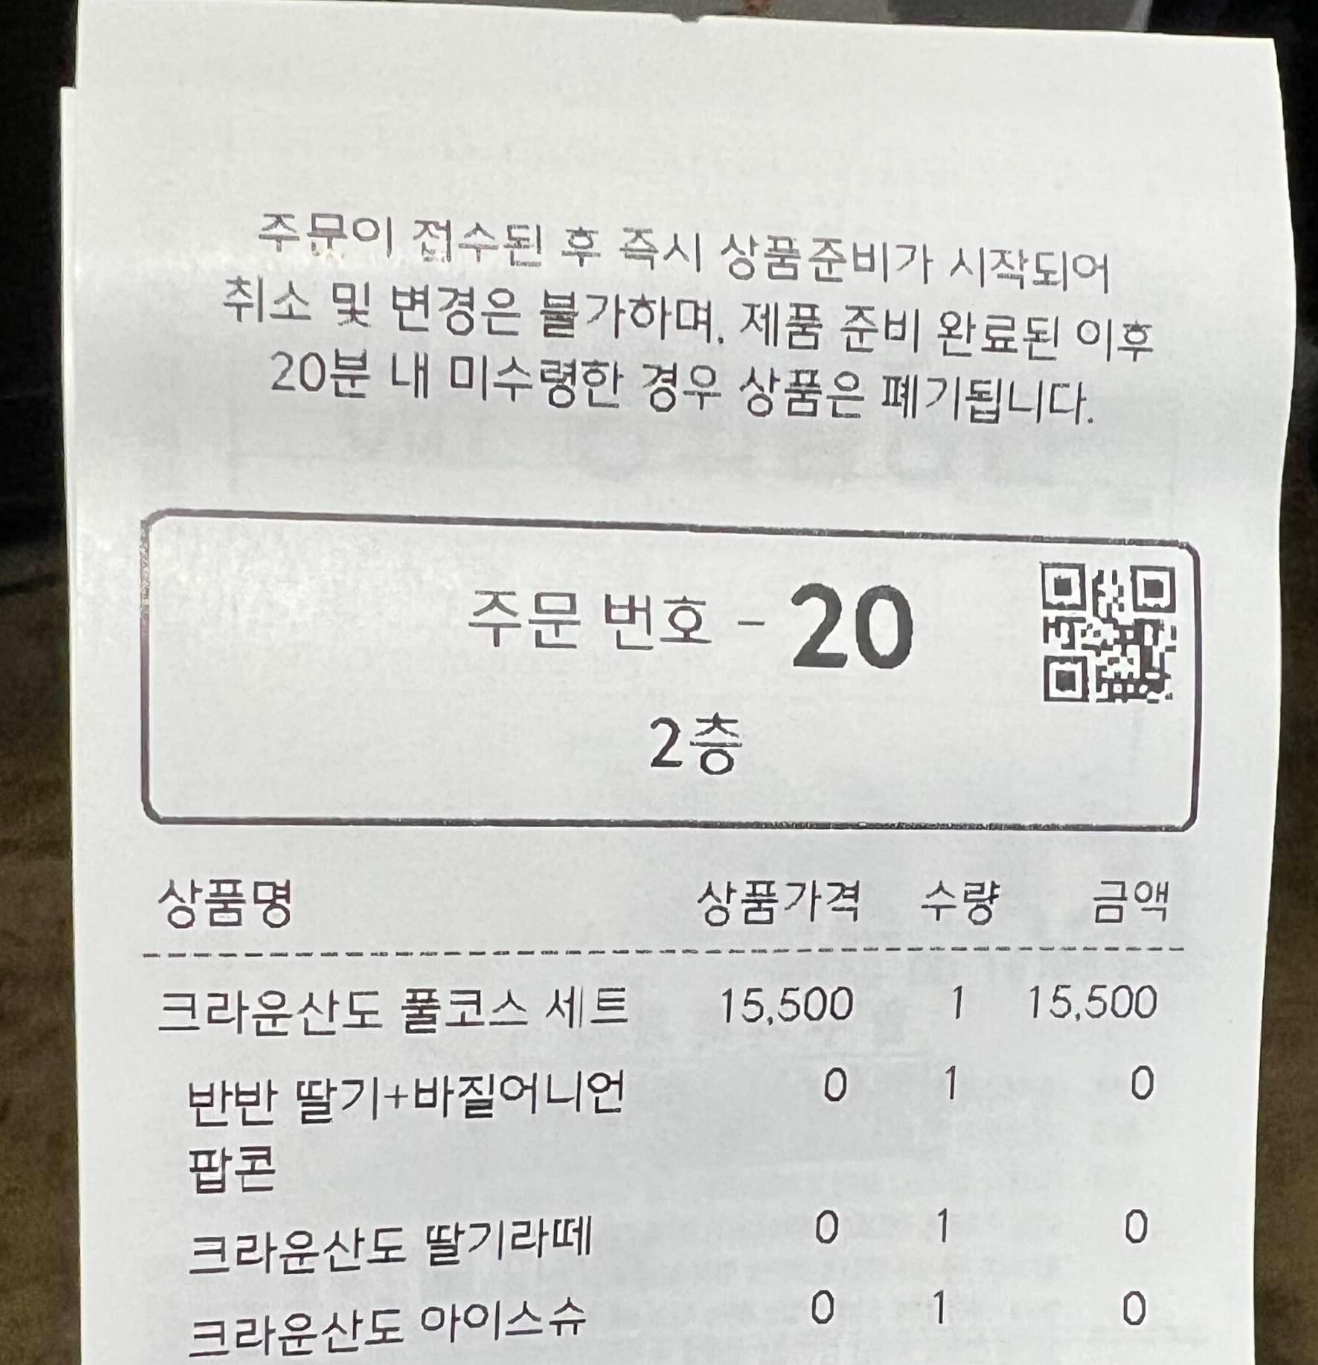 주문이 접수된 후 즉시 상품준비가 시작되어
취소 및 변경은 불가하며, 제품 준비 완료된 이후
20분 내 미수령한 경우 상품은 폐기됩니다.
주문 번호 - 20
2층
상품명 상품가격 수량 금액
크라운산도 풀코스 세트 15,500 1 15,500
반반 딸기+바질어니언 0 1 0
팝콘
크라운산도 딸기라떼 0 1 0
크라운산도 아이스슈 0 1 0